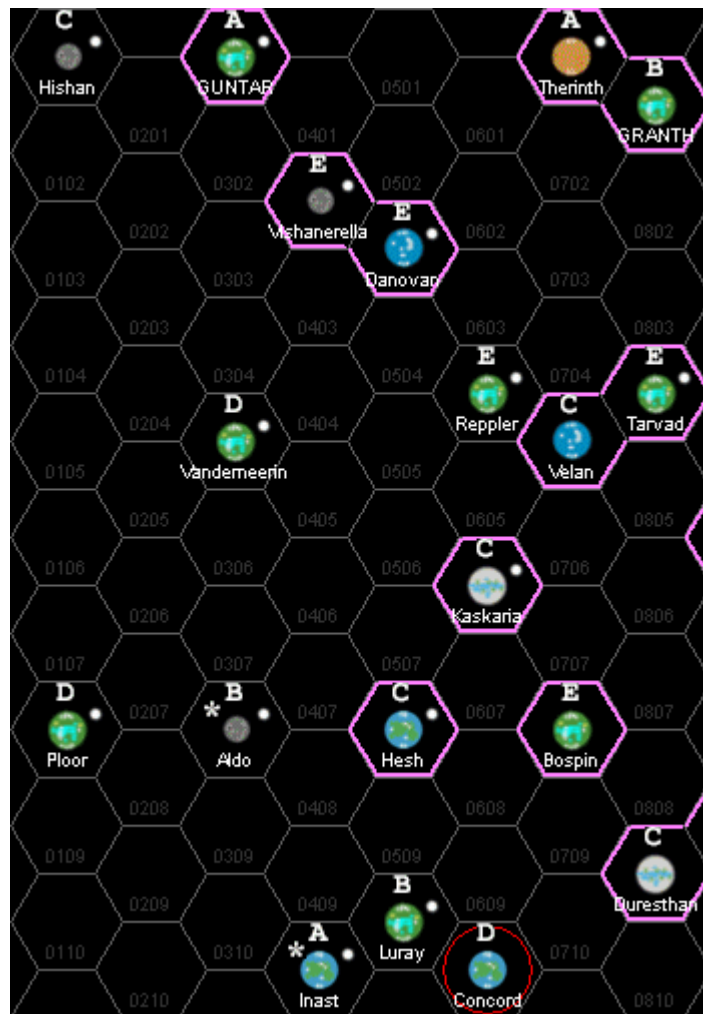 C A A
B
Hishan GUNTAR 0501 Therinth
0201 0401 0601 GRANTH
E
0102 0302 0502 0702
E
0202 Vishanerella 0602 0802
0103 0303 Danovan 0703
0203 0403 0603 0803
E E
0104 0304 0504 0704
D C
0204 0404 Reppler Tarvad
0105 Vandemeerin 0505 Velan
0205 0405 0605 0805
C
0106 0306 0506 0706
0206 0406 Kaskaria 0806
0107 0307 0507 0707
D B C E
0207 * 0407 0607 0807
Ploor Aldo Hesh Bospin
0208 0408 0608 0808
C
0109 0309 0509 0709
B
0209 0409 0609 Duresthan
A D
0110 0310 * Luray 0710
0210 Inast Concord 0810